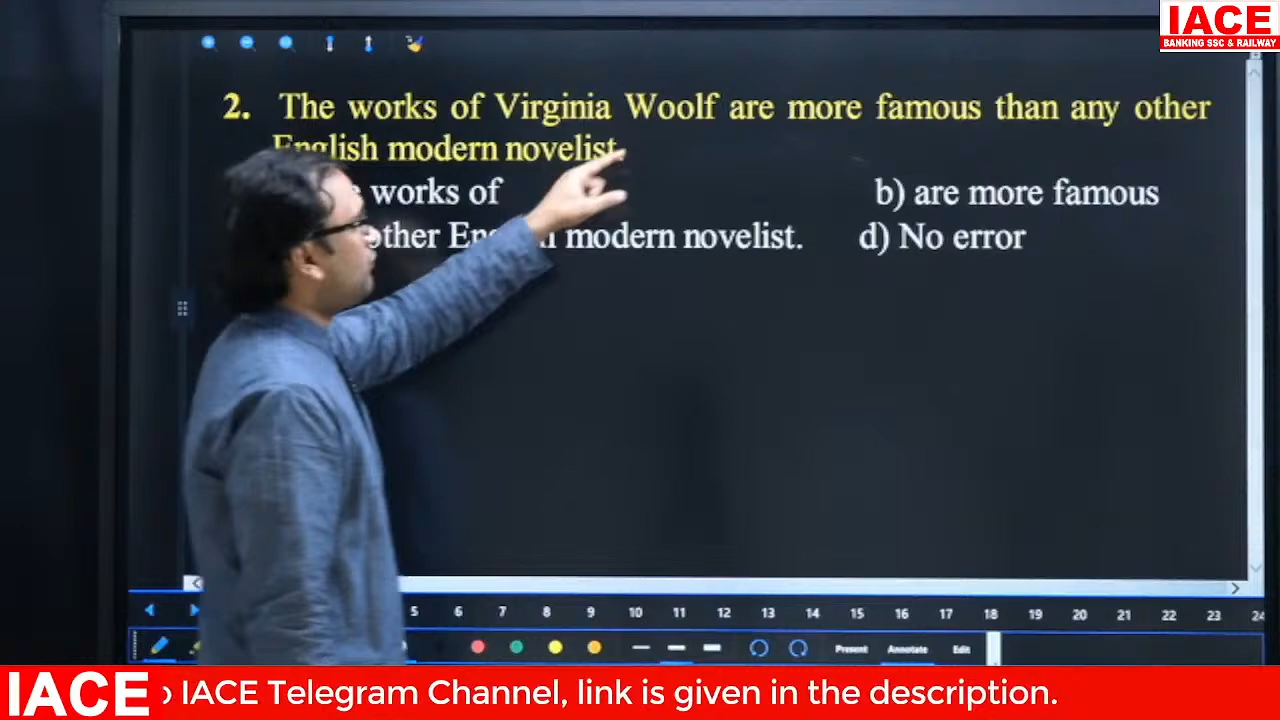 IACE
BANKING SSC & RAILWAY
2. The works of Virginia Woolf are more famous than any other
English modern novelist.
works of b) are more famous
other English modern novelist. d) No error
5 6 7 8 9 10 11 12 13 14 15 16 17 18 19 20 21 22 23 24
Present Annotate Edit
IACE IACE Telegram Channel, link is given in the description.